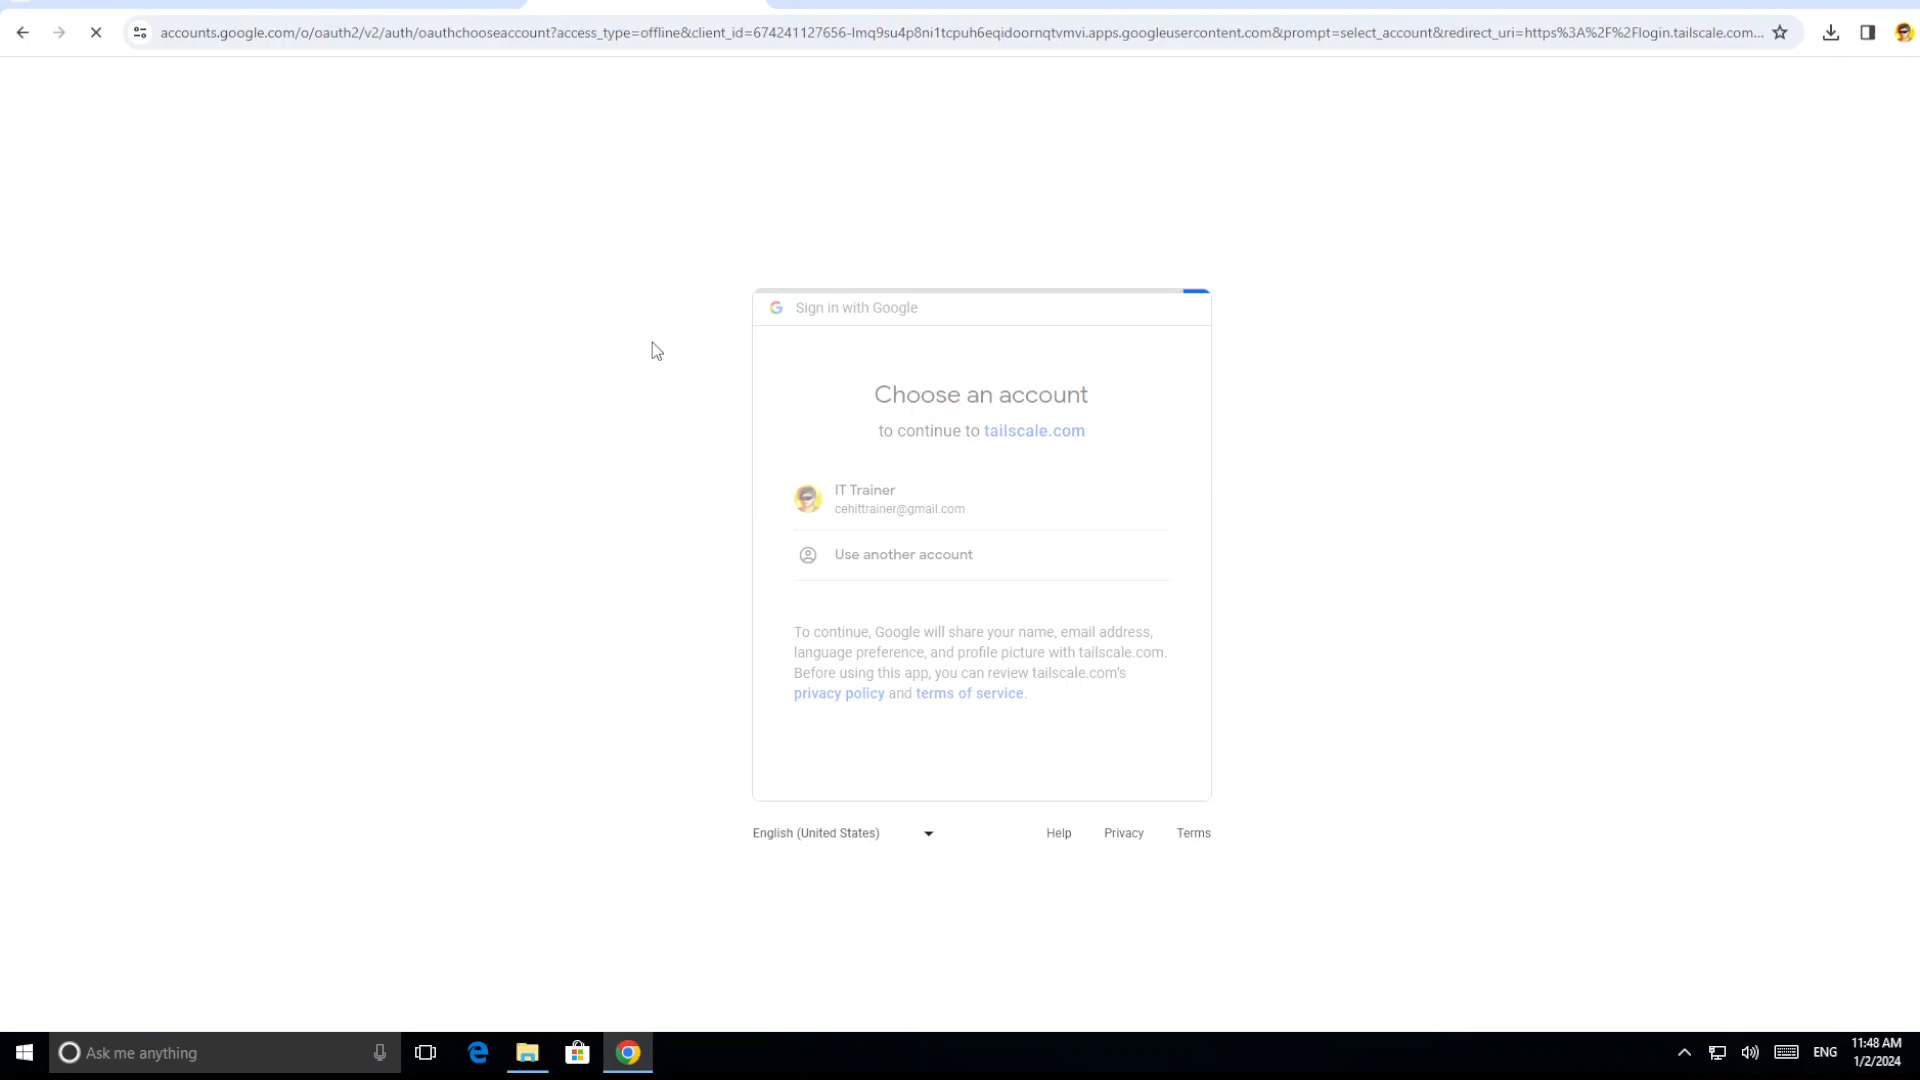 accounts.google.com/o/oauth2/v2/auth/oauthchooseaccount?access_type=offline&client_id=674241127656-lmq9su4p8ni1tcpuh6eqidoornqtvmvi.apps.googleusercontent.com&prompt=select_account&redirect_uri=https%3A%2F%2Flogin.tailscale.com...
Sign in with Google
Choose an account
to continue to tailscale.com
IT Trainer
cehittrainer@gmail.com
Use another account
To continue, Google will share your name, email address,
language preference, and profile picture with tailscale.com.
Before using this app, you can review tailscale.com's
privacy policy and terms of service.
English (United States)
Help Privacy Terms
Ask me anything
ENG
11:48 AM
1/2/2024